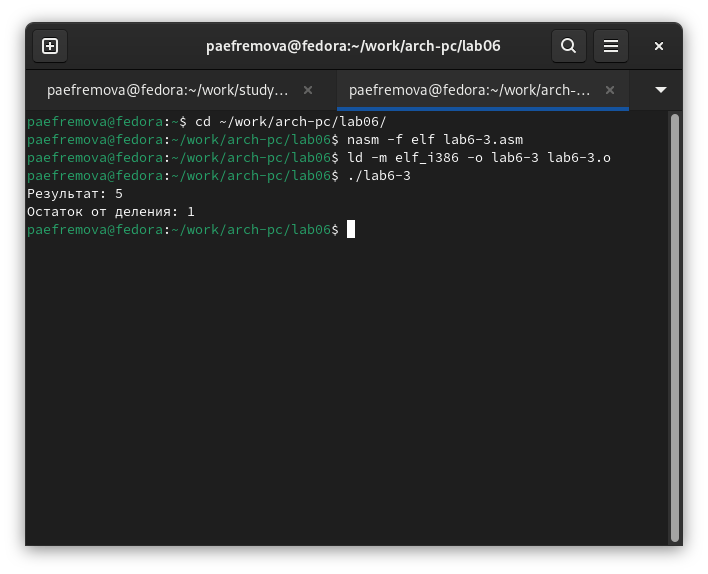 paefremova@fedora:~/work/arch-pc/lab06
paefremova@fedora:~/work/study...
paefremova@fedora:~/work/arch-...
paefremova@fedora:~$ cd ~/work/arch-pc/lab06/
paefremova@fedora:~/work/arch-pc/lab06$ nasm -f elf lab6-3.asm
paefremova@fedora:~/work/arch-pc/lab06$ ld -m elf_i386 -o lab6-3 lab6-3.o
paefremova@fedora:~/work/arch-pc/lab06$ ./lab6-3
Результат: 5
Остаток от деления: 1
paefremova@fedora:~/work/arch-pc/lab06$